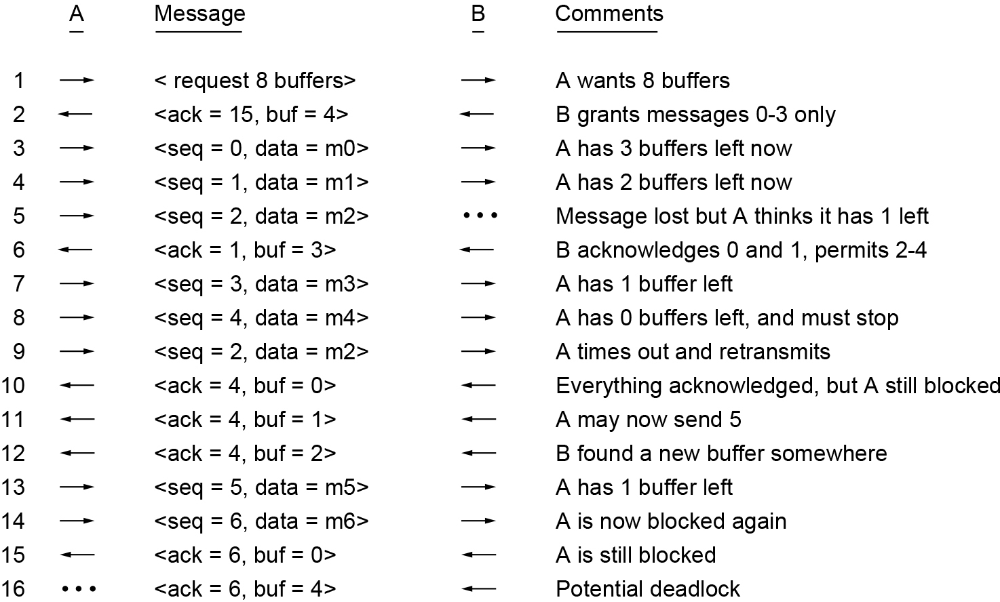 A Message B Comments
1 → < request 8 buffers> → A wants 8 buffers
2 ← <ack = 15, buf = 4> ← B grants messages 0-3 only
3 → <seq = 0, data = m0> → A has 3 buffers left now
4 → <seq = 1, data = m1> → A has 2 buffers left now
5 → <seq = 2, data = m2> ••• Message lost but A thinks it has 1 left
6 ← <ack = 1, buf = 3> ← B acknowledges 0 and 1, permits 2-4
7 → <seq = 3, data = m3> → A has 1 buffer left
8 → <seq = 4, data = m4> → A has 0 buffers left, and must stop
9 → <seq = 2, data = m2> → A times out and retransmits
10 ← <ack = 4, buf = 0> ← Everything acknowledged, but A still blocked
11 ← <ack = 4, buf = 1> ← A may now send 5
12 ← <ack = 4, buf = 2> ← B found a new buffer somewhere
13 → <seq = 5, data = m5> → A has 1 buffer left
14 → <seq = 6, data = m6> → A is now blocked again
15 ← <ack = 6, buf = 0> ← A is still blocked
16 ••• <ack = 6, buf = 4> ← Potential deadlock